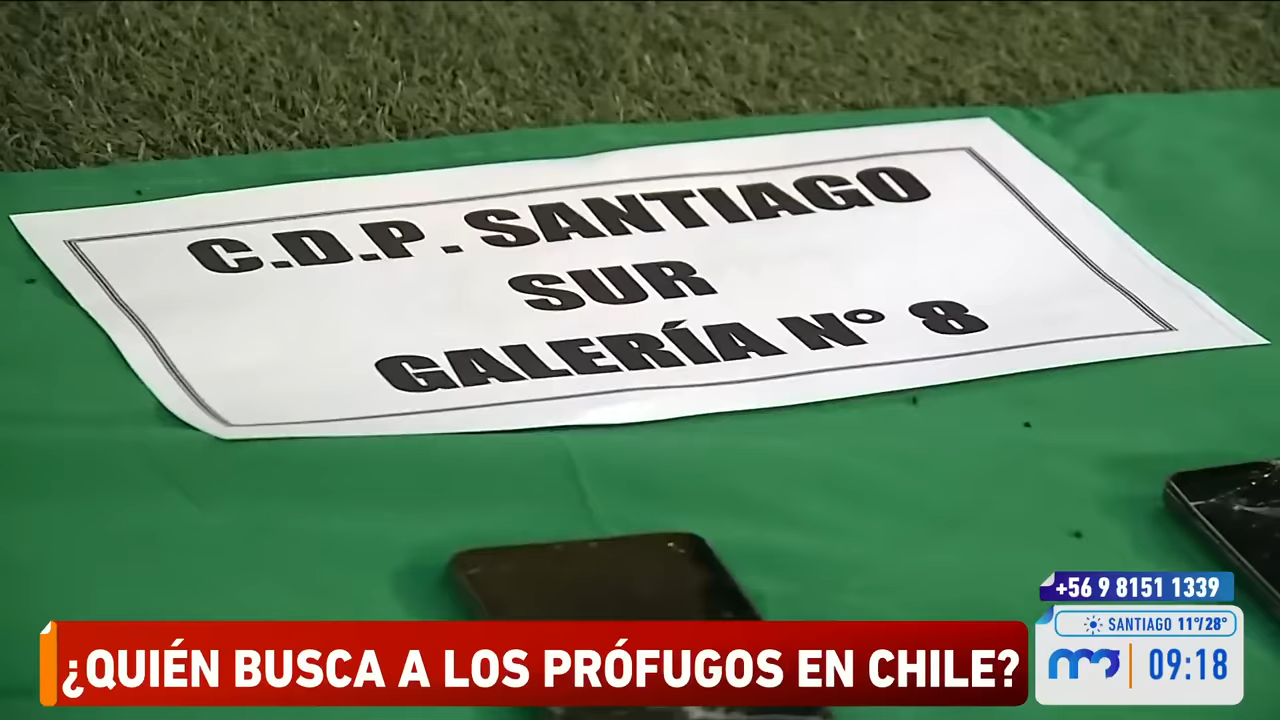 C.D.P. SANTIAGO
SUR
GALERÍA N° 8
+56 9 8151 1339
SANTIAGO 11°/28°
¿QUIÉN BUSCA A LOS PRÓFUGOS EN CHILE?
09:18